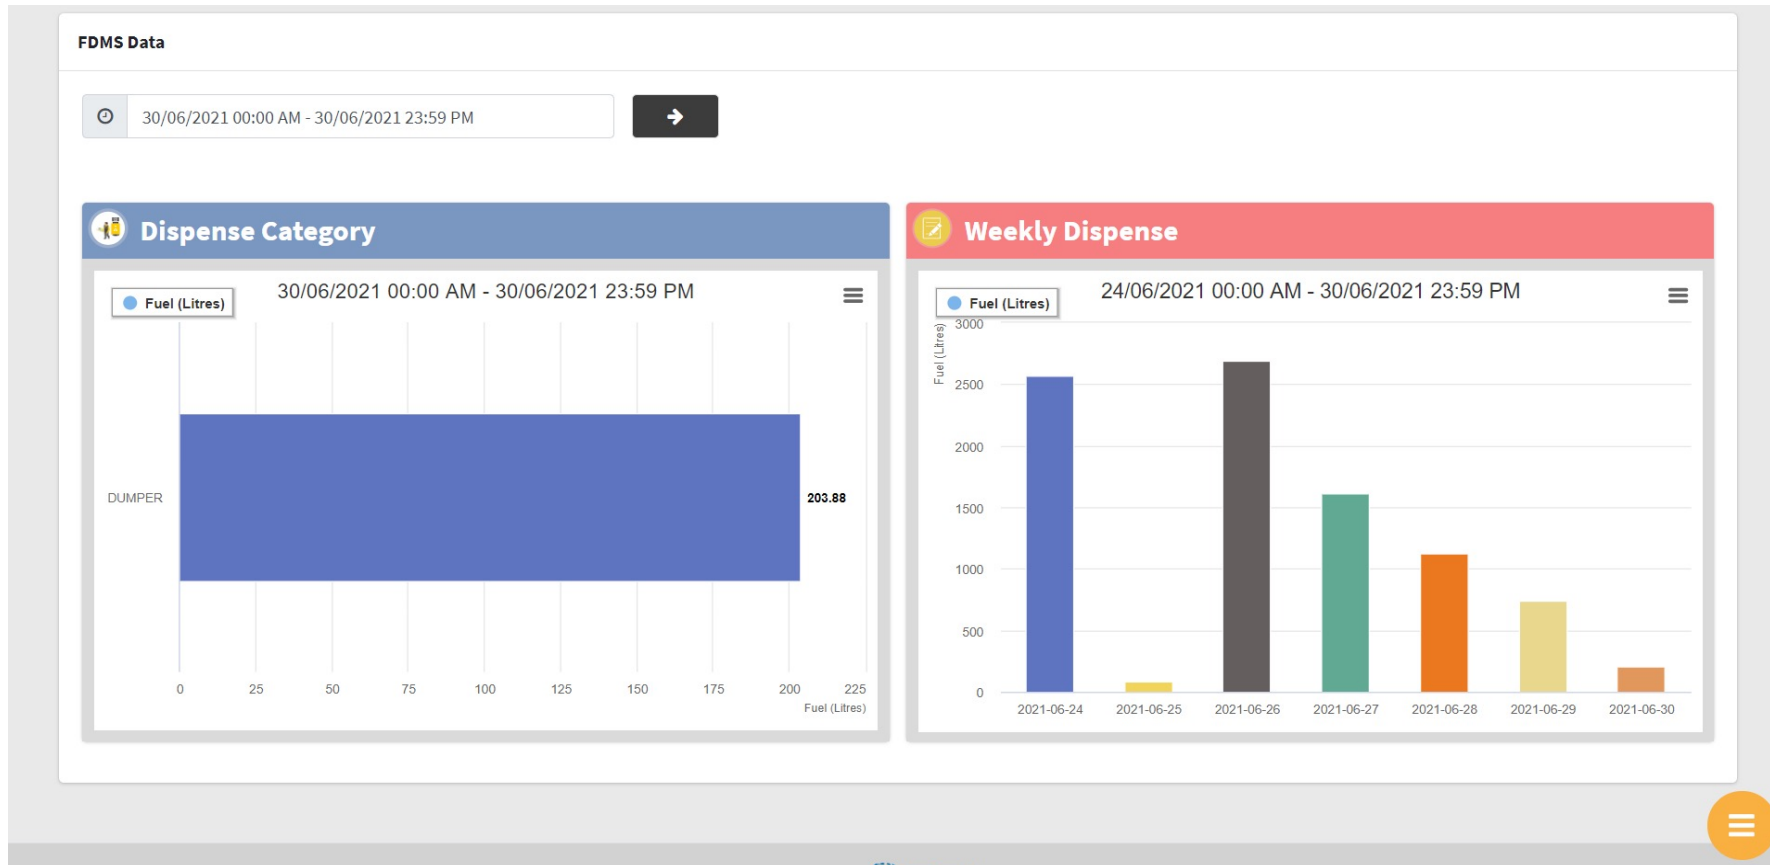 FDMS Data
30/06/2021 00:00 AM - 30/06/2021 23:59 PM
Dispense Category
Fuel (Litres)
30/06/2021 00:00 AM - 30/06/2021 23:59 PM
DUMPER
203.88
0 25 50 75 100 125 150 175 200 225
Fuel (Litres)
Weekly Dispense
Fuel (Litres)
24/06/2021 00:00 AM - 30/06/2021 23:59 PM
Fuel (Litres)
3000
2500
2000
1500
1000
500
0
2021-06-24 2021-06-25 2021-06-26 2021-06-27 2021-06-28 2021-06-29 2021-06-30